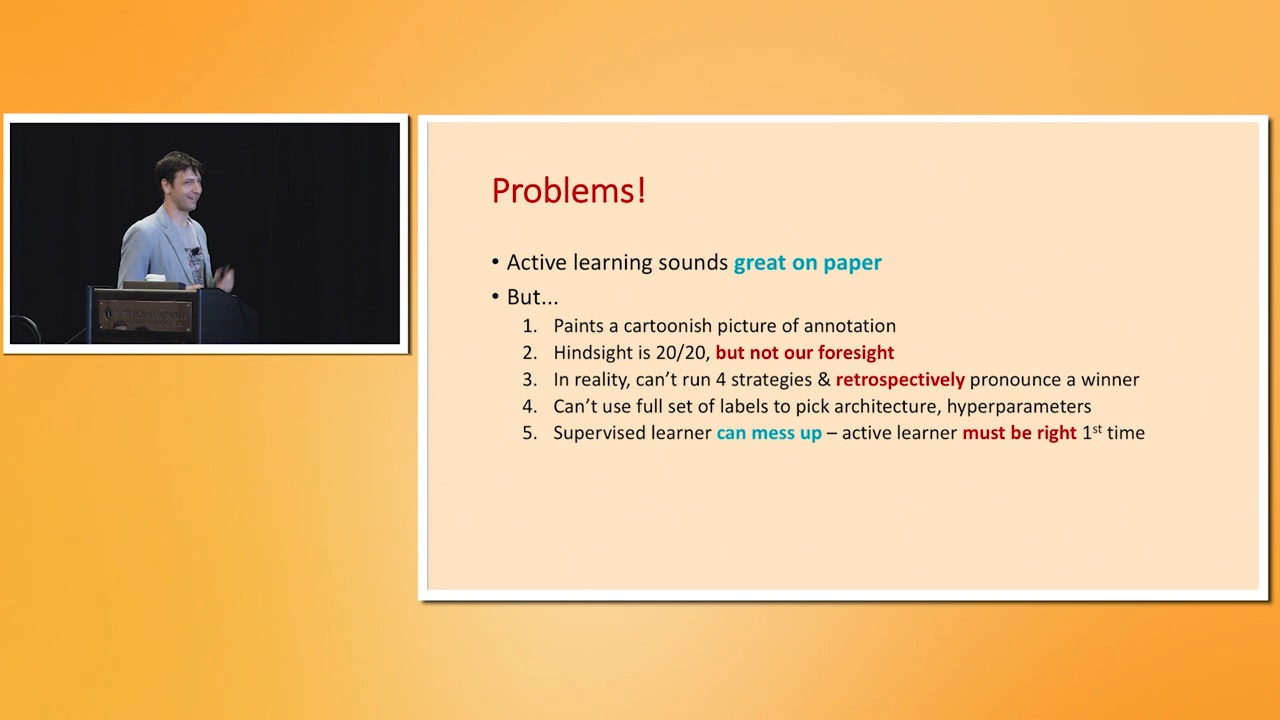 Problems!
• Active learning sounds great on paper
• But...
1. Paints a cartoonish picture of annotation
2. Hindsight is 20/20, but not our foresight
3. In reality, can't run 4 strategies & retrospectively pronounce a winner
4. Can't use full set of labels to pick architecture, hyperparameters
5. Supervised learner can mess up – active learner must be right 1st time